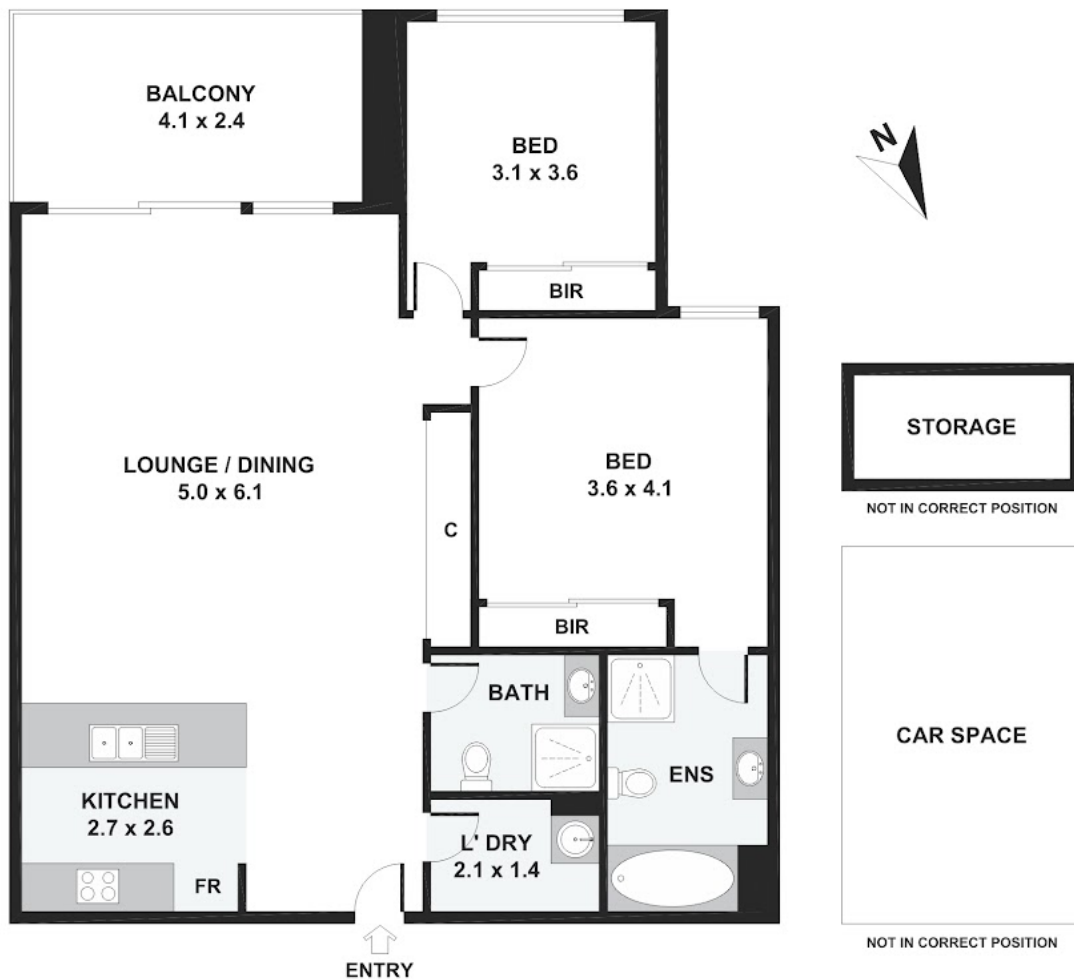 BALCONY
4.1 x 2.4
BED
3.1 x 3.6
N
BIR
LOUNGE / DINING
5.0 x 6.1
BED
3.6 x 4.1
STORAGE
NOT IN CORRECT POSITION
C
BIR
BATH
CAR SPACE
ENS
KITCHEN
2.7 x 2.6
L' DRY
2.1 x 1.4
FR
NOT IN CORRECT POSITION
ENTRY